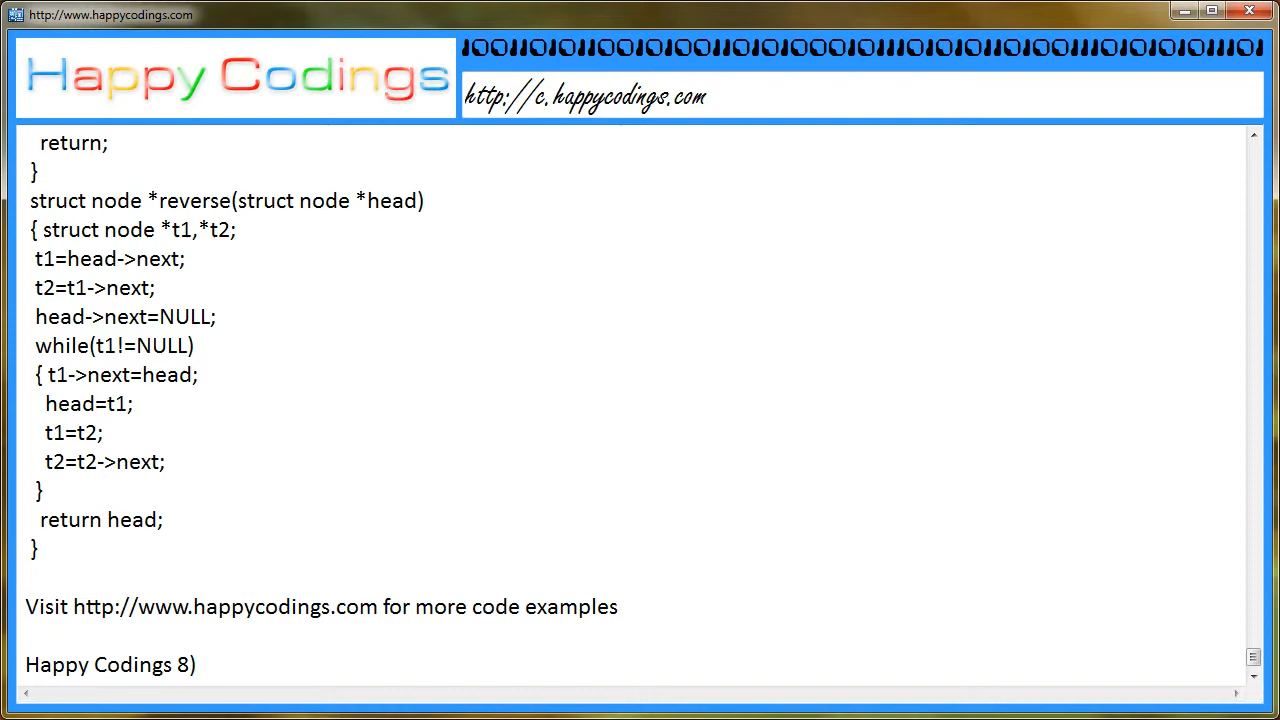 http://www.happycodings.com
Happy Codings
http://c.happycodings.com
return;
}
struct node *reverse(struct node *head)
{ struct node *t1,*t2;
t1=head->next;
t2=t1->next;
head->next=NULL;
while(t1!=NULL)
{ t1->next=head;
head=t1;
t1=t2;
t2=t2->next;
}
return head;
}
Visit http://www.happycodings.com for more code examples
Happy Codings 8)